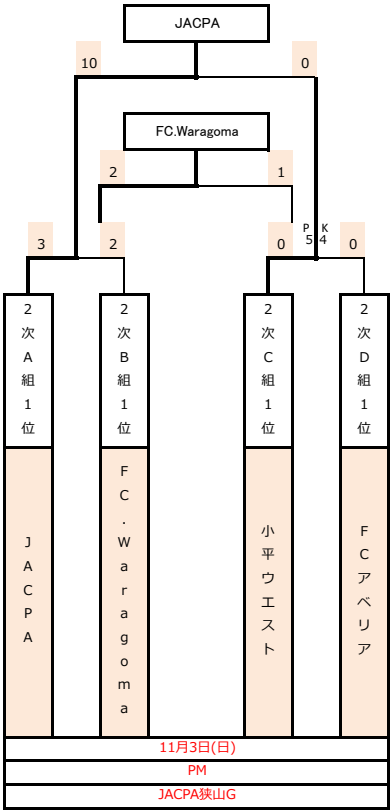 JACPA
10
0
FC.Waragoma
2
1
3
2
0
PK
5 4
0
2次A組1位
2次B組1位
2次C組1位
2次D組1位
JACPA
FC.Waragoma
小平ウエスト
FCアベリア
11月3日(日)
PM
JACPA狭山G